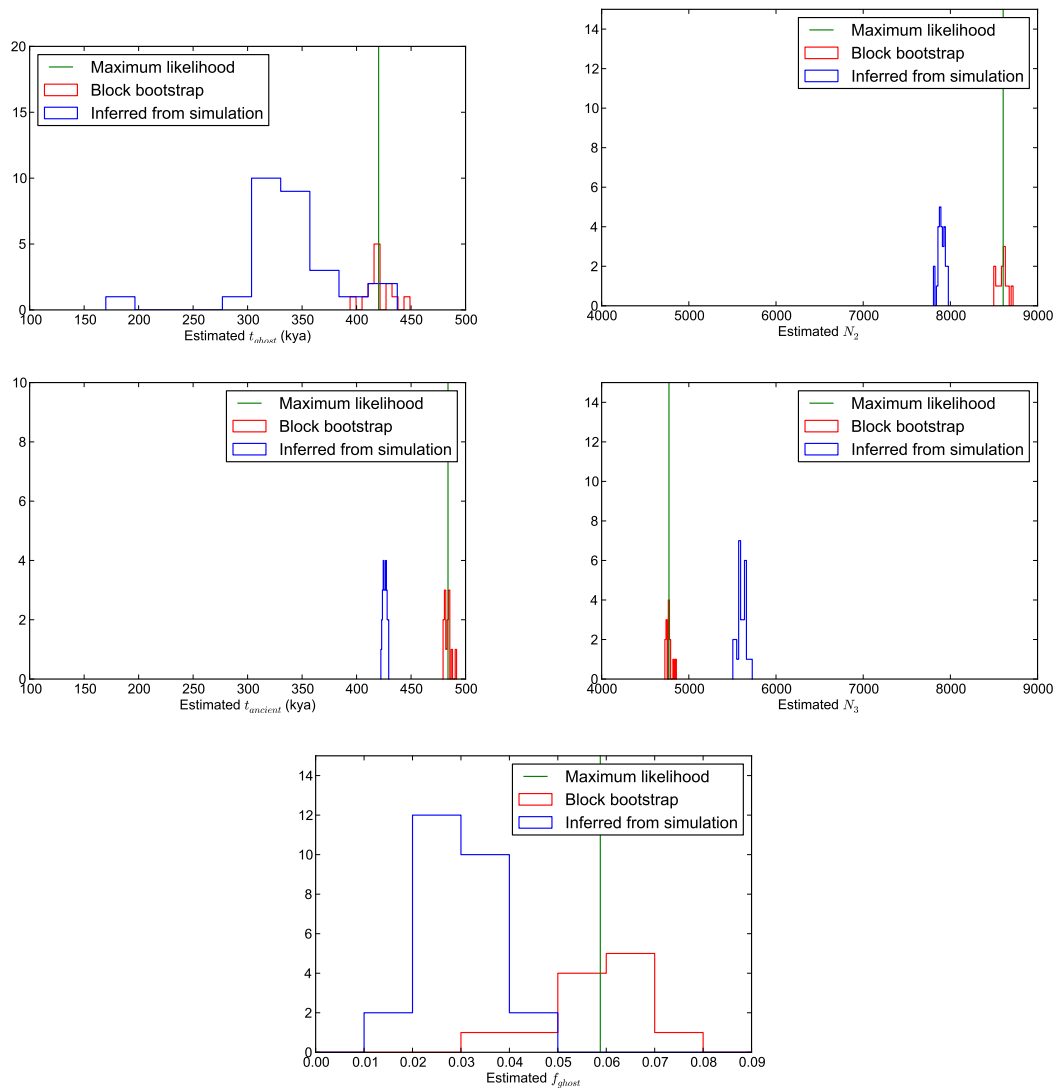 20
15
10
5
0
Maximum likelihood
Block bootstrap
Inferred from simulation
100 150 200 250 300 350 400 450 500
Estimated t_ghost (kya)
14
12
10
8
6
4
2
0
Maximum likelihood
Block bootstrap
Inferred from simulation
4000 5000 6000 7000 8000 9000
Estimated N_2
10
8
6
4
2
0
Maximum likelihood
Block bootstrap
Inferred from simulation
100 150 200 250 300 350 400 450 500
Estimated t_ancient (kya)
14
12
10
8
6
4
2
0
Maximum likelihood
Block bootstrap
Inferred from simulation
4000 5000 6000 7000 8000 9000
Estimated N_3
14
12
10
8
6
4
2
0
Maximum likelihood
Block bootstrap
Inferred from simulation
0.00 0.01 0.02 0.03 0.04 0.05 0.06 0.07 0.08 0.09
Estimated f_ghost